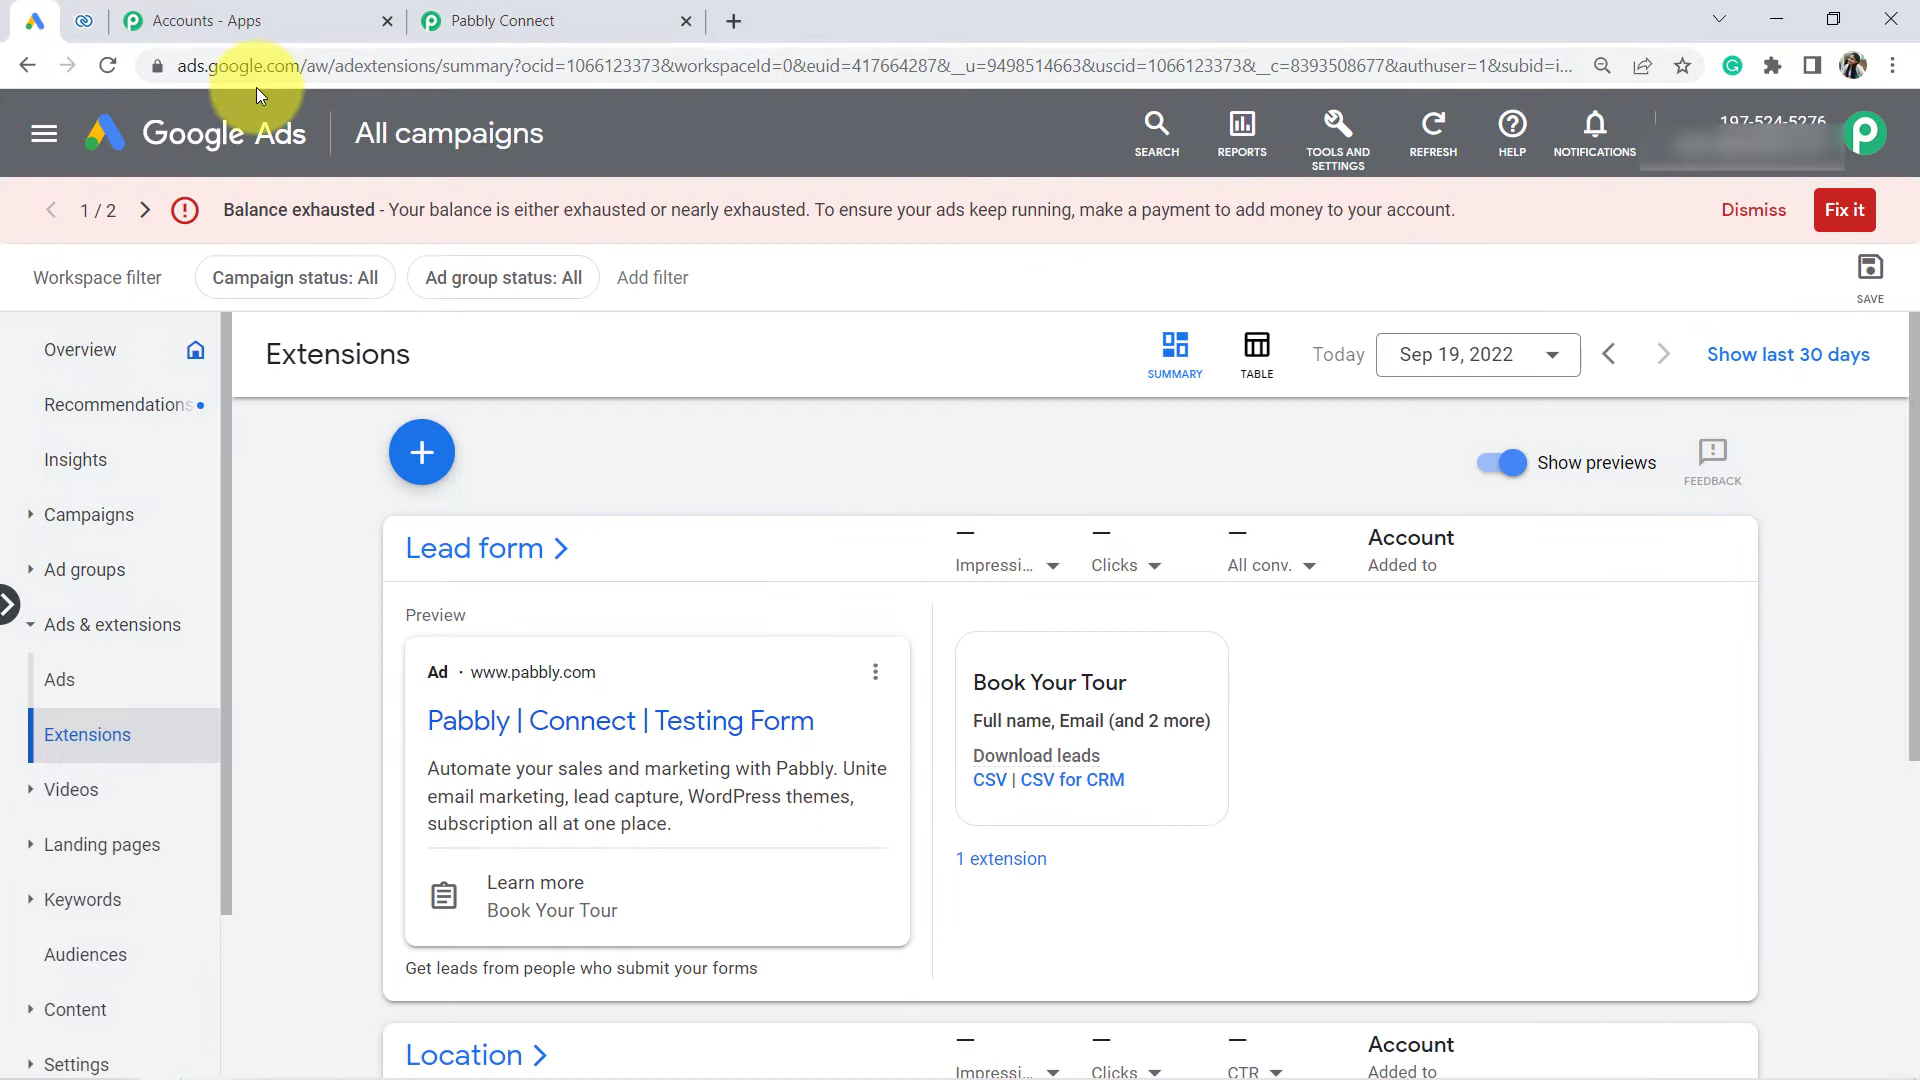 Accounts - Apps
Pabbly Connect
ads.google.com/aw/adextensions/summary?ocid=1066123373&workspaceId=0&euid=417664287&__u=9498514663&uscid=1066123373&__c=8393508677&authuser=1&subid=i...
Google Ads
All campaigns
SEARCH
REPORTS
TOOLS AND
SETTINGS
REFRESH
HELP
NOTIFICATIONS
197-524-5276
1 / 2
Balance exhausted - Your balance is either exhausted or nearly exhausted. To ensure your ads keep running, make a payment to add money to your account.
Dismiss
Fix it
Workspace filter
Campaign status: All
Ad group status: All
Add filter
SAVE
Overview
Recommendations
Insights
Campaigns
Ad groups
Ads & extensions
Ads
Extensions
Videos
Landing pages
Keywords
Audiences
Content
Settings
Extensions
SUMMARY
TABLE
Today
Sep 19, 2022
Show last 30 days
Show previews
FEEDBACK
Lead form
— — — Account
Impressi... Clicks All conv. Added to
Preview
Ad · www.pabbly.com
Pabbly | Connect | Testing Form
Automate your sales and marketing with Pabbly. Unite
email marketing, lead capture, WordPress themes,
subscription all at one place.
Learn more
Book Your Tour
Get leads from people who submit your forms
Book Your Tour
Full name, Email (and 2 more)
Download leads
CSV | CSV for CRM
1 extension
Location
— — — Account
Impressi... Clicks CTR Added to